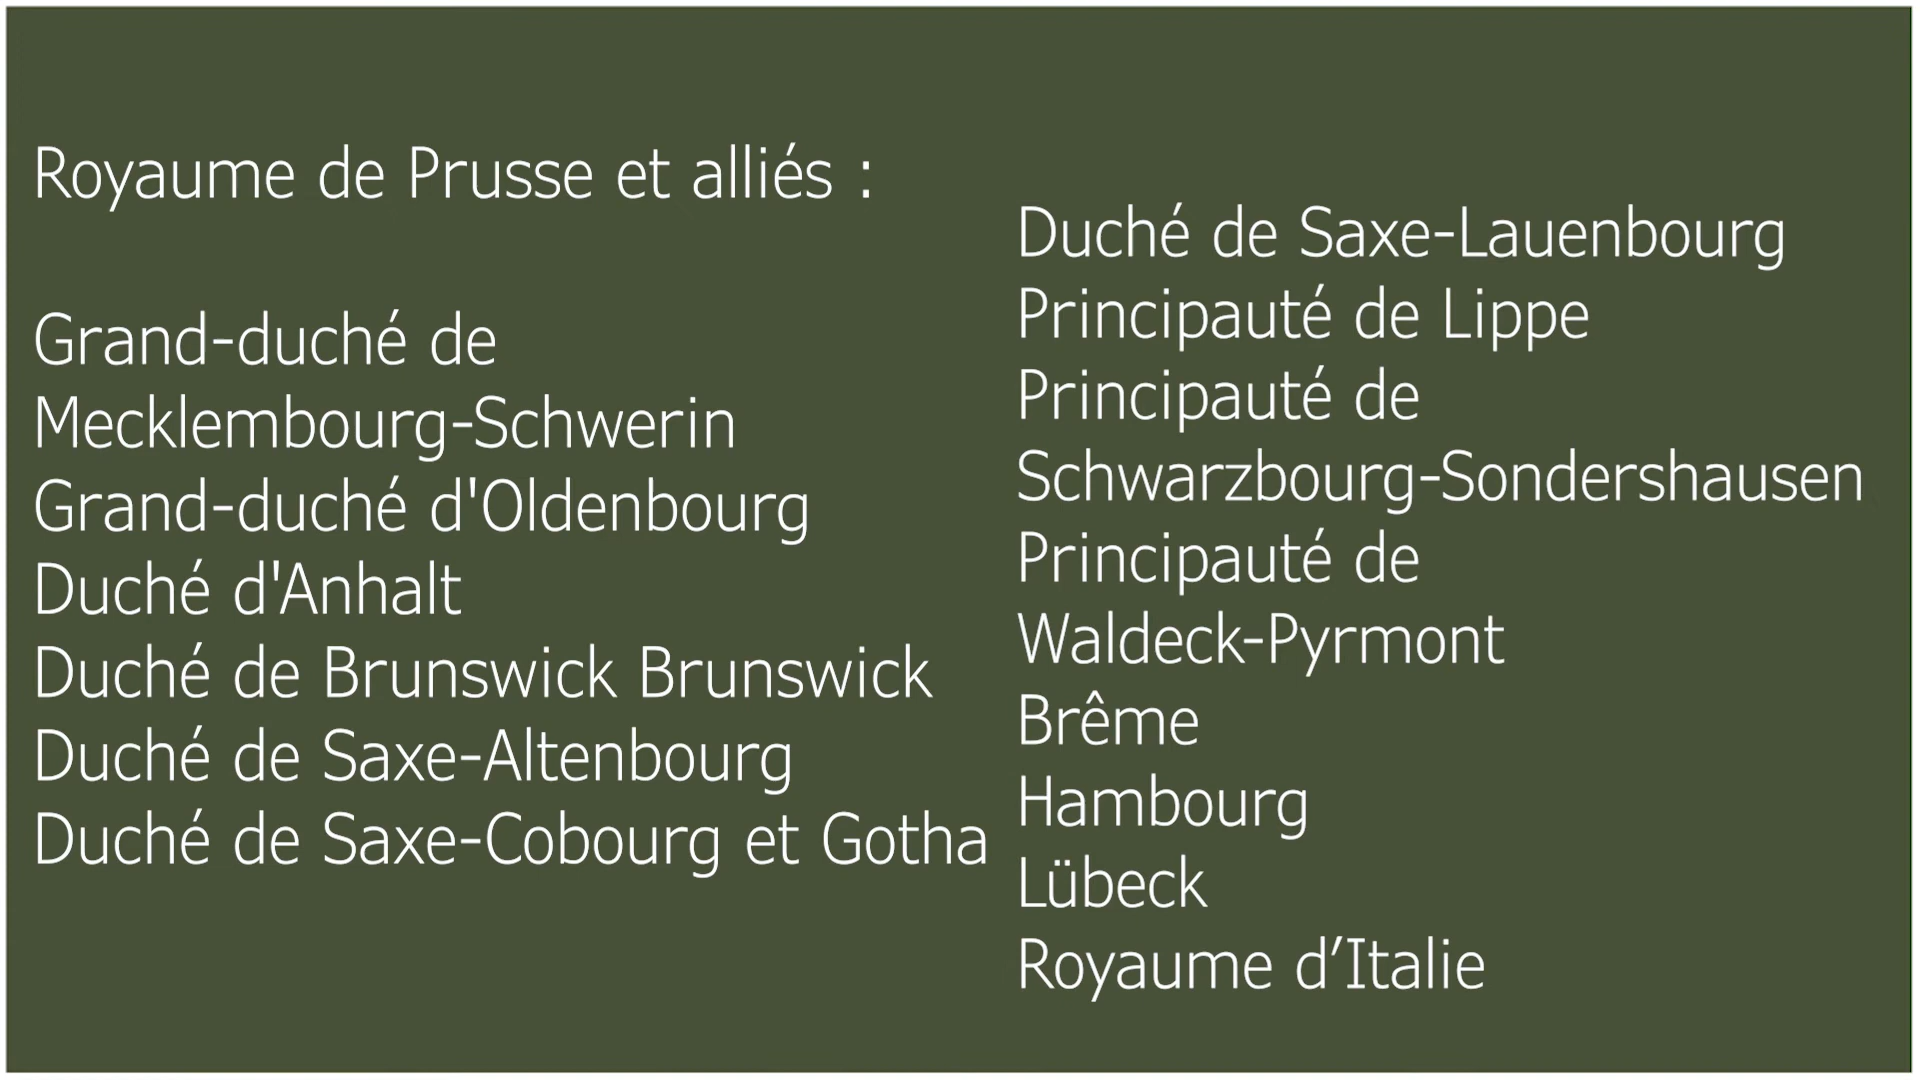 Royaume de Prusse et alliés :
Grand-duché de
Mecklembourg-Schwerin
Grand-duché d'Oldenbourg
Duché d'Anhalt
Duché de Brunswick Brunswick
Duché de Saxe-Altenbourg
Duché de Saxe-Cobourg et Gotha
Duché de Saxe-Lauenbourg
Principauté de Lippe
Principauté de
Schwarzbourg-Sondershausen
Principauté de
Waldeck-Pyrmont
Brême
Hambourg
Lübeck
Royaume d’Italie